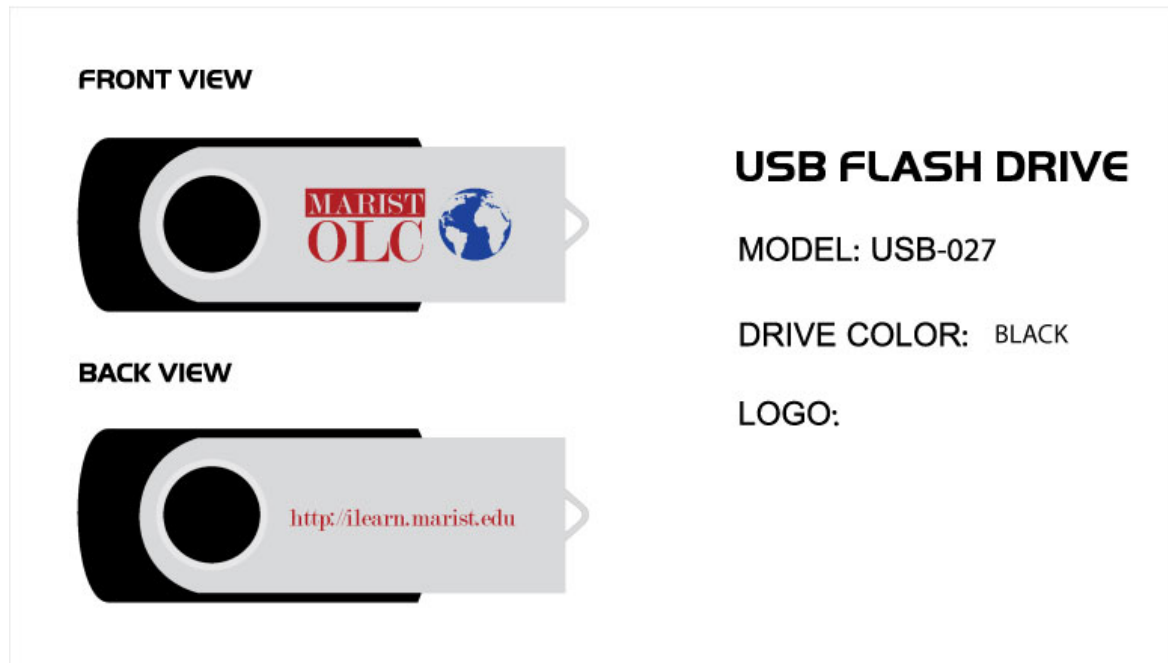 FRONT VIEW
MARIST
OLC
BACK VIEW
http://ilearn.marist.edu
USB FLASH DRIVE
MODEL: USB-027
DRIVE COLOR: BLACK
LOGO: